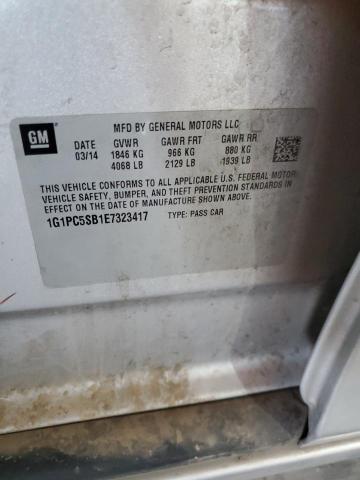 GM
MFD BY GENERAL MOTORS LLC
DATE GVWR GAWR FRT GAWR RR
03/14 1846 KG 966 KG 880 KG
4068 LB 2129 LB 1939 LB
THIS VEHICLE CONFORMS TO ALL APPLICABLE U.S. FEDERAL MOTOR
VEHICLE SAFETY, BUMPER, AND THEFT PREVENTION STANDARDS IN
EFFECT ON THE DATE OF MANUFACTURE SHOWN ABOVE.
1G1PC5SB1E7323417 TYPE: PASS CAR